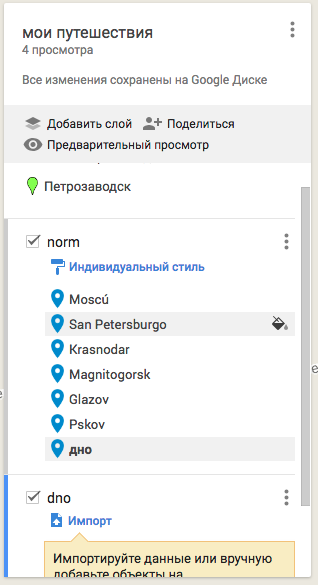 мои путешествия
4 просмотра
Все изменения сохранены на Google Диске
Добавить слой Поделиться
Предварительный просмотр
Петрозаводск
norm
Индивидуальный стиль
Moscú
San Petersburgo
Krasnodar
Magnitogorsk
Glazov
Pskov
дно
dno
Импорт
Импортируйте данные или вручную
добавьте объекты на